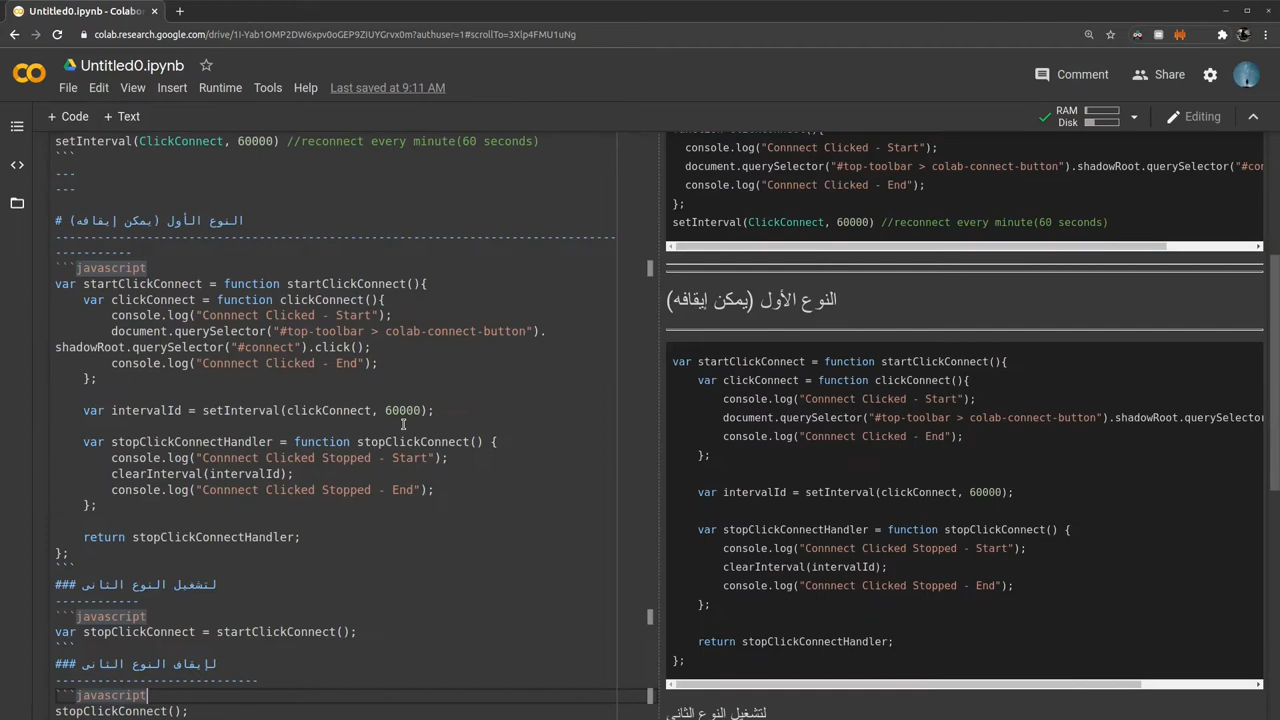 Untitled0.ipynb - Colabo
colab.research.google.com/drive/1I-Yab1OMP2DW6xpv0oGEP9ZIUYGrvx0m?authuser=1#scrollTo=3Xlp4FMU1uNg
Untitled0.ipynb
Comment
Share
File Edit View Insert Runtime Tools Help Last saved at 9:11 AM
+ Code + Text
RAM
Disk
Editing
setInterval(ClickConnect, 60000) //reconnect every minute(60 seconds)
```
---
---
# النوع الأول (يمكن إيقافه)
-------------------------------------------------------------------------------------------
```javascript
var startClickConnect = function startClickConnect(){
var clickConnect = function clickConnect(){
console.log("Connnect Clicked - Start");
document.querySelector("#top-toolbar > colab-connect-button").
shadowRoot.querySelector("#connect").click();
console.log("Connnect Clicked - End");
};
var intervalId = setInterval(clickConnect, 60000);
var stopClickConnectHandler = function stopClickConnect() {
console.log("Connnect Clicked Stopped - Start");
clearInterval(intervalId);
console.log("Connnect Clicked Stopped - End");
};
return stopClickConnectHandler;
};
```
### لتشغيل النوع الثانى
------------
```javascript
var stopClickConnect = startClickConnect();
```
### لإيقاف النوع الثانى
-----------------------------
```javascript
stopClickConnect();
console.log("Connnect Clicked - Start");
document.querySelector("#top-toolbar > colab-connect-button").shadowRoot.querySelector("#co
console.log("Connnect Clicked - End");
};
setInterval(ClickConnect, 60000) //reconnect every minute(60 seconds)
النوع الأول (يمكن إيقافه)
var startClickConnect = function startClickConnect(){
var clickConnect = function clickConnect(){
console.log("Connnect Clicked - Start");
document.querySelector("#top-toolbar > colab-connect-button").shadowRoot.querySelector
console.log("Connnect Clicked - End");
};
var intervalId = setInterval(clickConnect, 60000);
var stopClickConnectHandler = function stopClickConnect() {
console.log("Connnect Clicked Stopped - Start");
clearInterval(intervalId);
console.log("Connnect Clicked Stopped - End");
};
return stopClickConnectHandler;
};
لتشغيل النوع الثانى